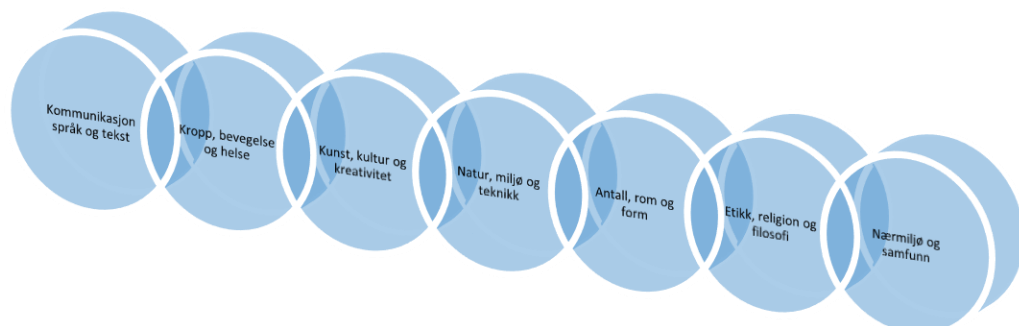 Kommunikasjon
språk og tekst
Kropp, bevegelse
og helse
Kunst, kultur og
kreativitet
Natur, miljø og
teknikk
Antall, rom og
form
Etikk, religion og
filosofi
Nærmiljø og
samfunn